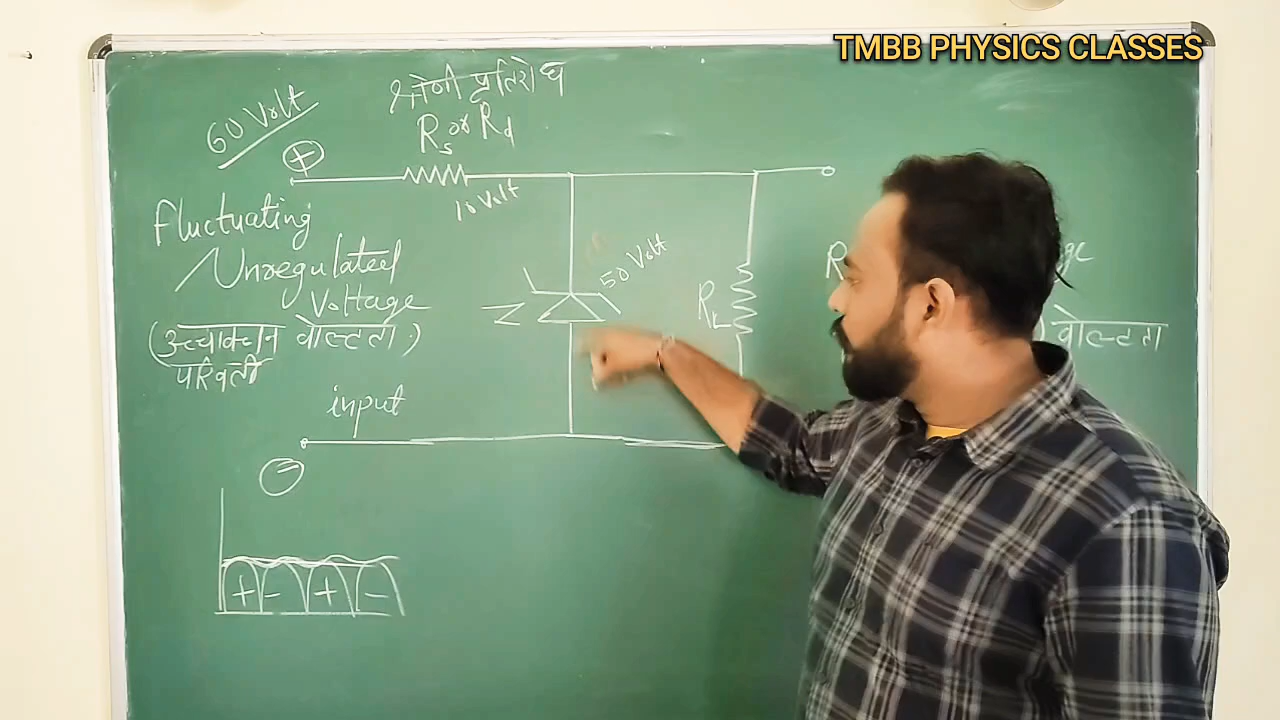 TMBB PHYSICS CLASSES
60 Volt
श्रेणी प्रतिरोध
Rs or Rd
+
10 Volt
Fluctuating
/Unregulated
Voltage
(उच्चावचन वोल्टता)
परिवर्ती
input
−
50 Volt
Z
RL
R
ge
) वोल्टता
+ − + −